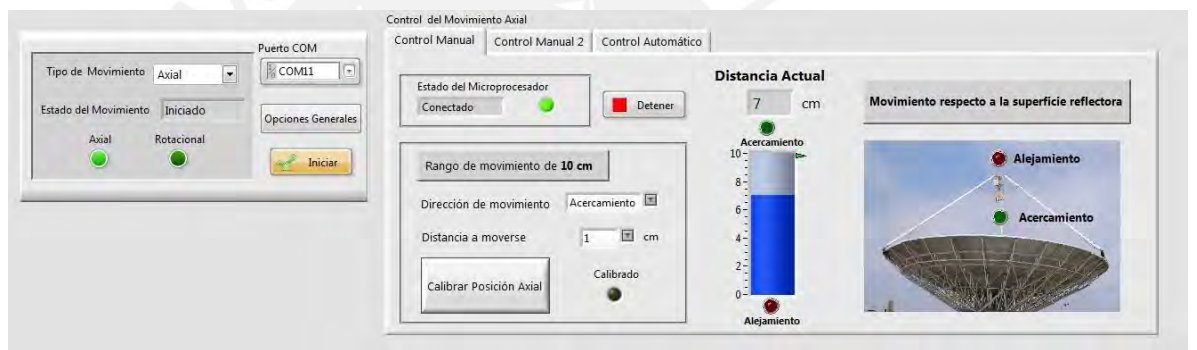 Puerto COM
Tipo de Movimiento Axial
COM11
Estado del Movimiento Iniciado
Opciones Generales
Axial Rotacional
Iniciar
Control del Movimiento Axial
Control Manual Control Manual 2 Control Automático
Estado del Microprocesador
Conectado
Detener
Rango de movimiento de 10 cm
Dirección de movimiento Acercamiento
Distancia a moverse 1 cm
Calibrar Posición Axial
Calibrado
Distancia Actual
7 cm
Acercamiento
10
8
6
4
2
0
Alejamiento
Movimiento respecto a la superficie reflectora
Alejamiento
Acercamiento